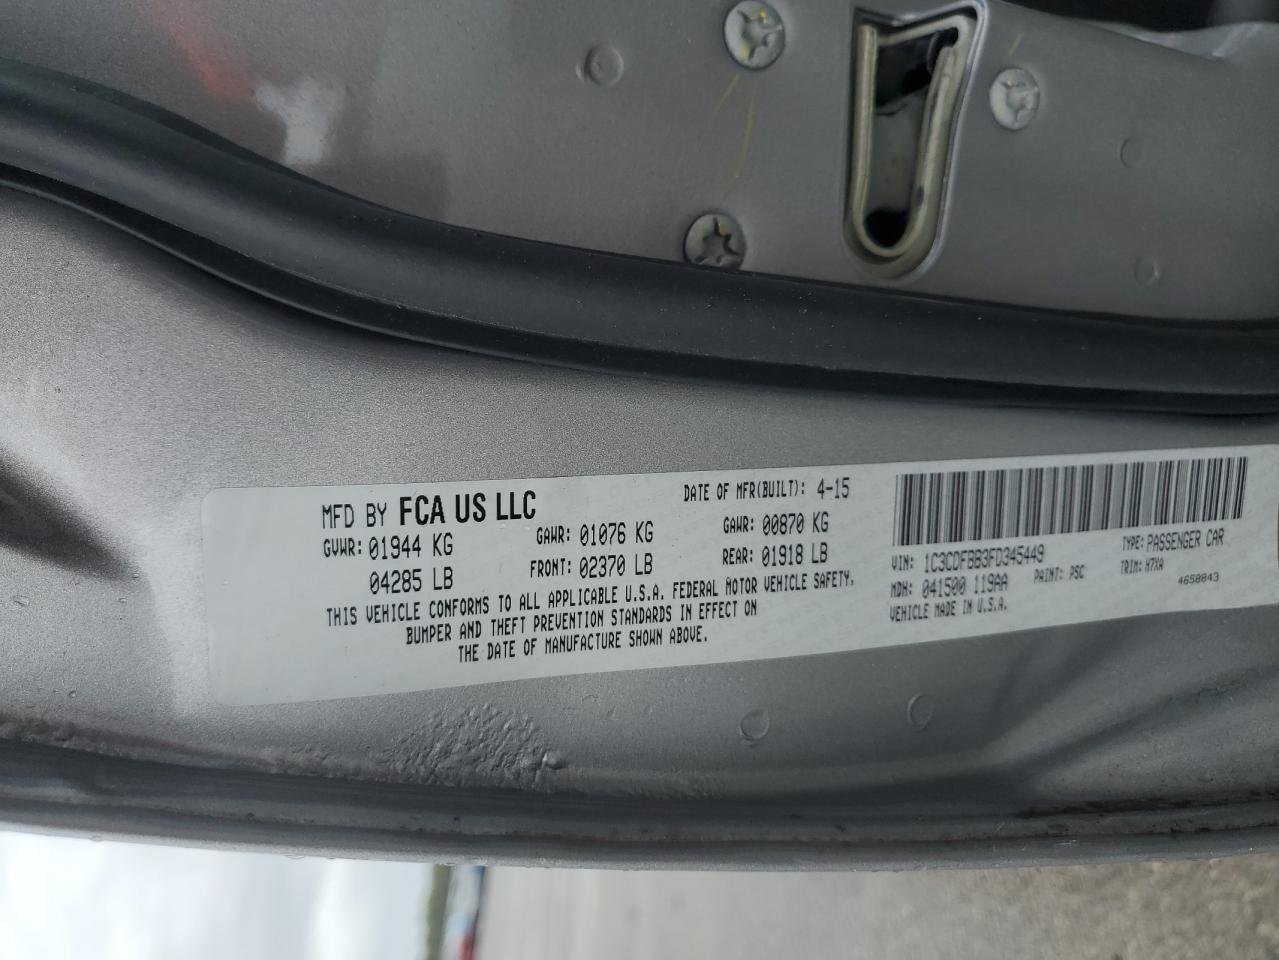 MFD BY FCA US LLC
DATE OF MFR(BUILT): 4-15
GVWR: 01944 KG
04285 LB
GAWR: 01076 KG
FRONT: 02370 LB
GAWR: 00870 KG
REAR: 01918 LB
THIS VEHICLE CONFORMS TO ALL APPLICABLE U.S.A. FEDERAL MOTOR VEHICLE SAFETY,
BUMPER AND THEFT PREVENTION STANDARDS IN EFFECT ON
THE DATE OF MANUFACTURE SHOWN ABOVE.
VIN: 1C3CDFBB3FD345449
TYPE: PASSENGER CAR
MDH: 041500 119AA
PAINT: PSC
TRIM: H7XA
VEHICLE MADE IN U.S.A.
4658843